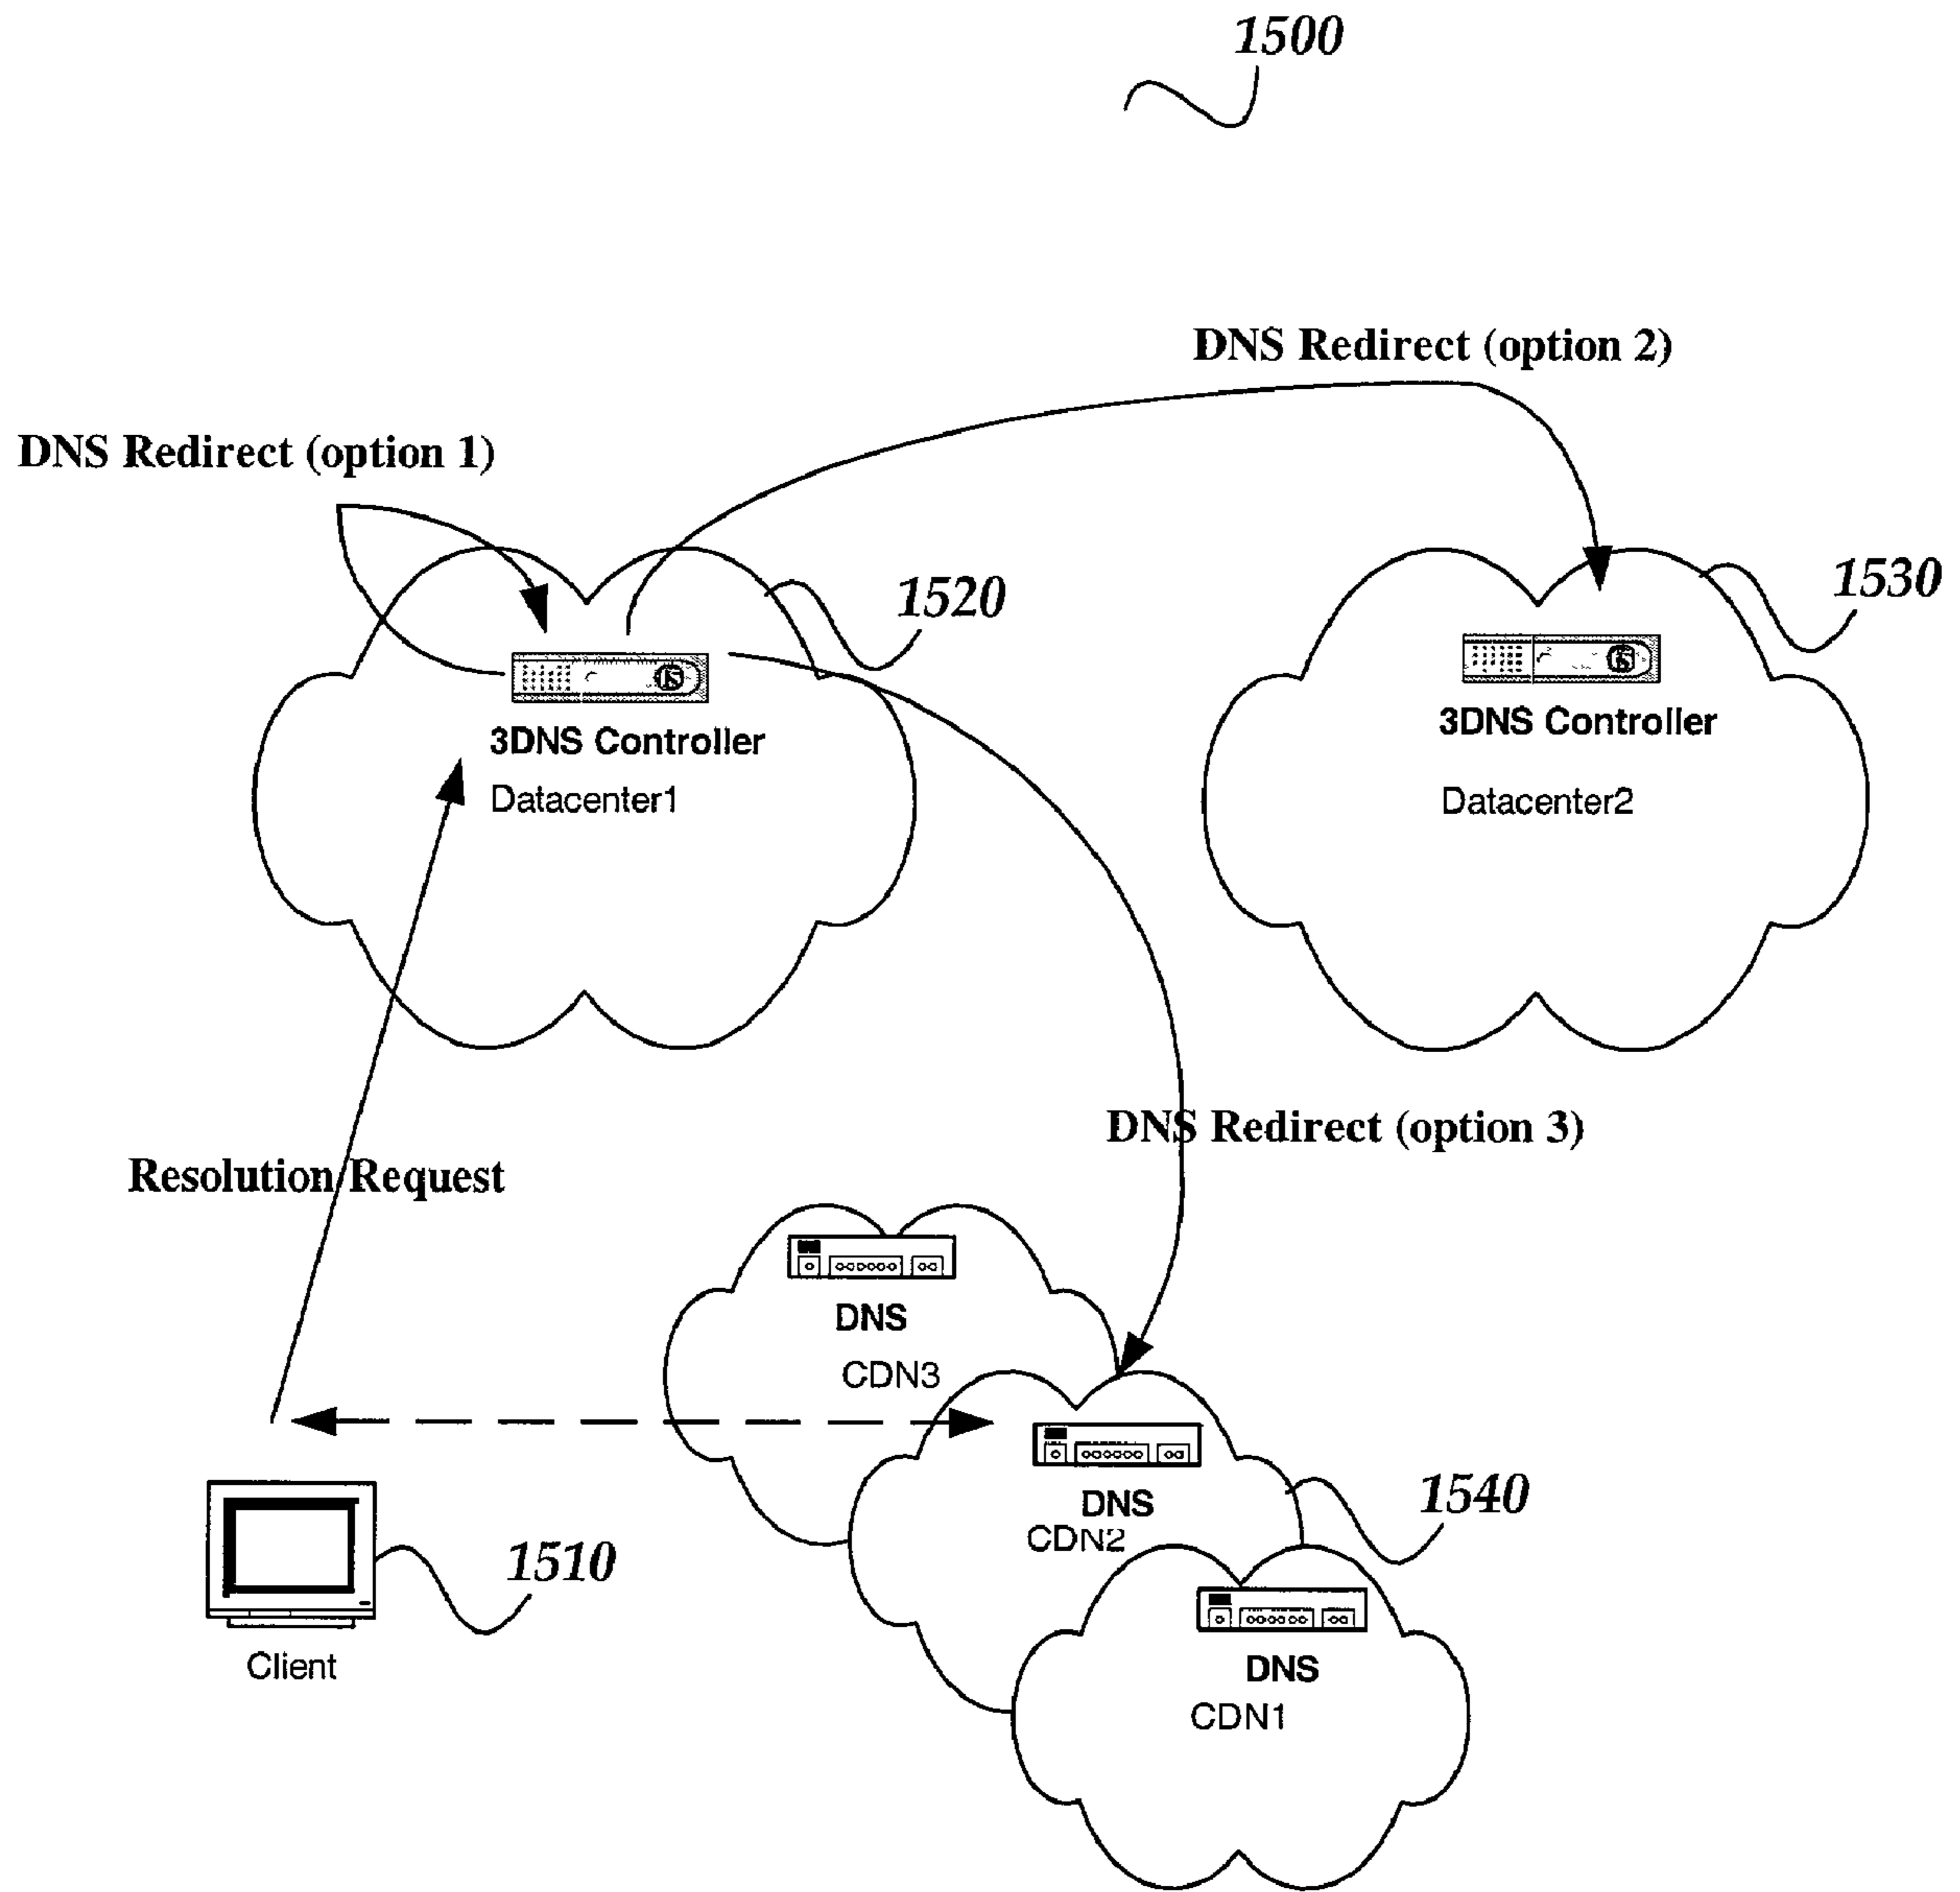 1500
DNS Redirect (option 2)
DNS Redirect (option 1)
1520
1530
3DNS Controller
Datacenter1
3DNS Controller
Datacenter2
DNS Redirect (option 3)
Resolution Request
DNS
CDN3
DNS
CDN2
1540
1510
DNS
CDN1
Client